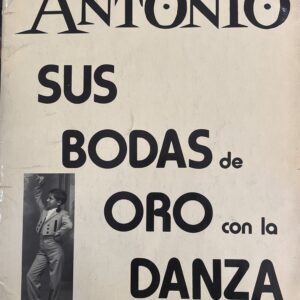 ANTONIO
SUS
BODAS de
ORO con la
DANZA